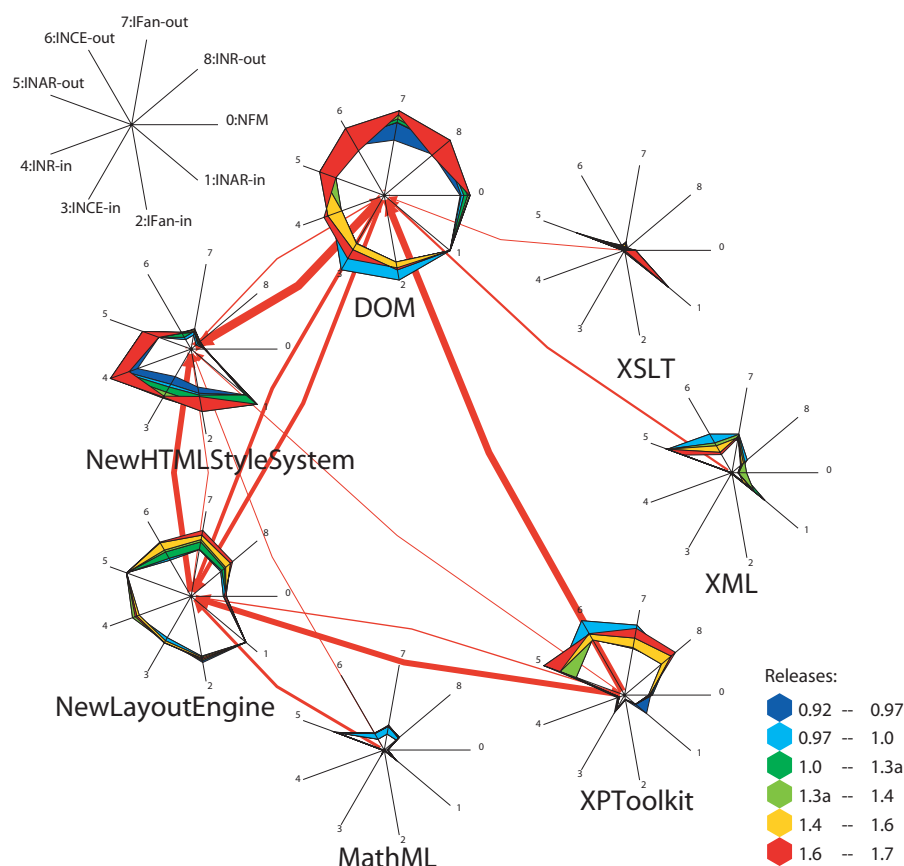 7:IFan-out
6:INCE-out
8:INR-out
5:INAR-out
0:NFM
4:INR-in
1:INAR-in
3:INCE-in
2:IFan-in
7
6
8
5
0
4
1
3
2
DOM
7
6
8
5
0
4
1
3
2
XSLT
7
6
8
5
0
4
1
3
2
NewHTMLStyleSystem
7
6
8
5
0
4
1
3
2
XML
7
6
8
5
0
4
1
3
2
NewLayoutEngine
7
6
8
5
0
4
1
3
2
XPToolkit
7
6
8
5
0
4
1
3
2
MathML
Releases:
0.92 -- 0.97
0.97 -- 1.0
1.0 -- 1.3a
1.3a -- 1.4
1.4 -- 1.6
1.6 -- 1.7